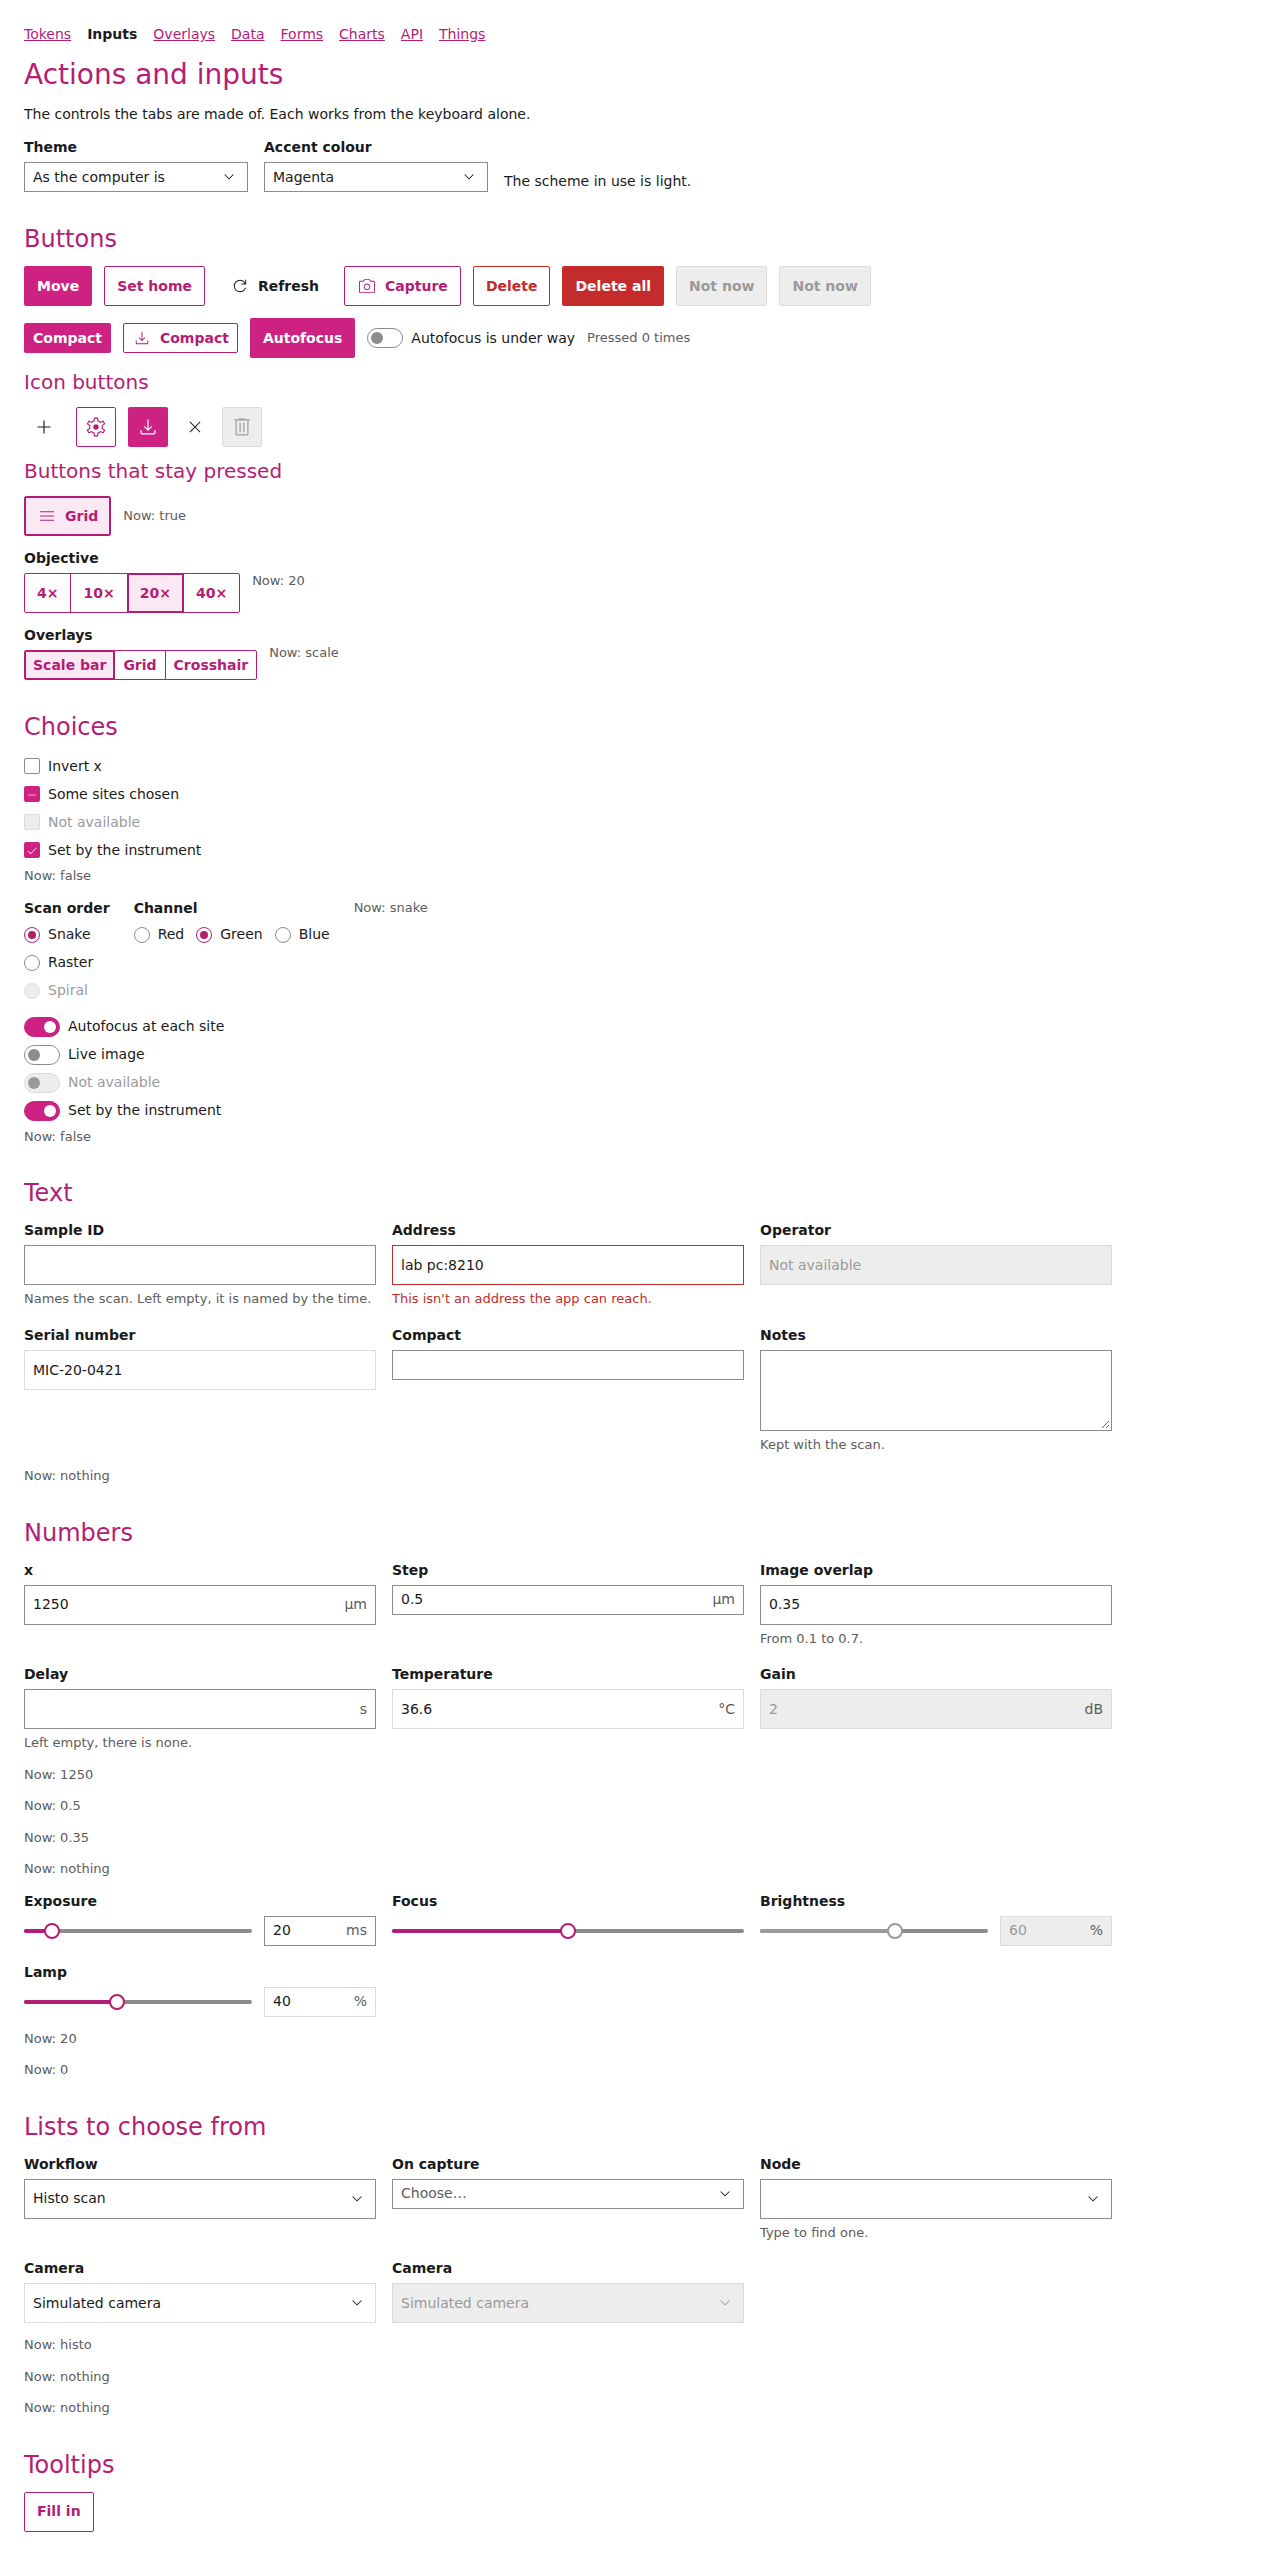 Tokens Inputs Overlays Data Forms Charts API Things
Actions and inputs
The controls the tabs are made of. Each works from the keyboard alone.
Theme Accent colour
As the computer is Magenta The scheme in use is light.
Buttons
Move Set home Refresh Capture Delete Delete all Not now Not now
Compact Compact Autofocus Autofocus is under way Pressed 0 times
Icon buttons
Buttons that stay pressed
Grid Now: true
Objective
4× 10× 20× 40× Now: 20
Overlays
Scale bar Grid Crosshair Now: scale
Choices
Invert x
Some sites chosen
Not available
Set by the instrument
Now: false
Scan order Channel Now: snake
Snake Red Green Blue
Raster
Spiral
Autofocus at each site
Live image
Not available
Set by the instrument
Now: false
Text
Sample ID Address Operator
lab pc:8210 Not available
Names the scan. Left empty, it is named by the time. This isn't an address the app can reach.
Serial number Compact Notes
MIC-20-0421
Kept with the scan.
Now: nothing
Numbers
x Step Image overlap
1250 µm 0.5 µm 0.35
From 0.1 to 0.7.
Delay Temperature Gain
s 36.6 °C 2 dB
Left empty, there is none.
Now: 1250
Now: 0.5
Now: 0.35
Now: nothing
Exposure Focus Brightness
20 ms 60 %
Lamp
40 %
Now: 20
Now: 0
Lists to choose from
Workflow On capture Node
Histo scan Choose…
Type to find one.
Camera Camera
Simulated camera Simulated camera
Now: histo
Now: nothing
Now: nothing
Tooltips
Fill in